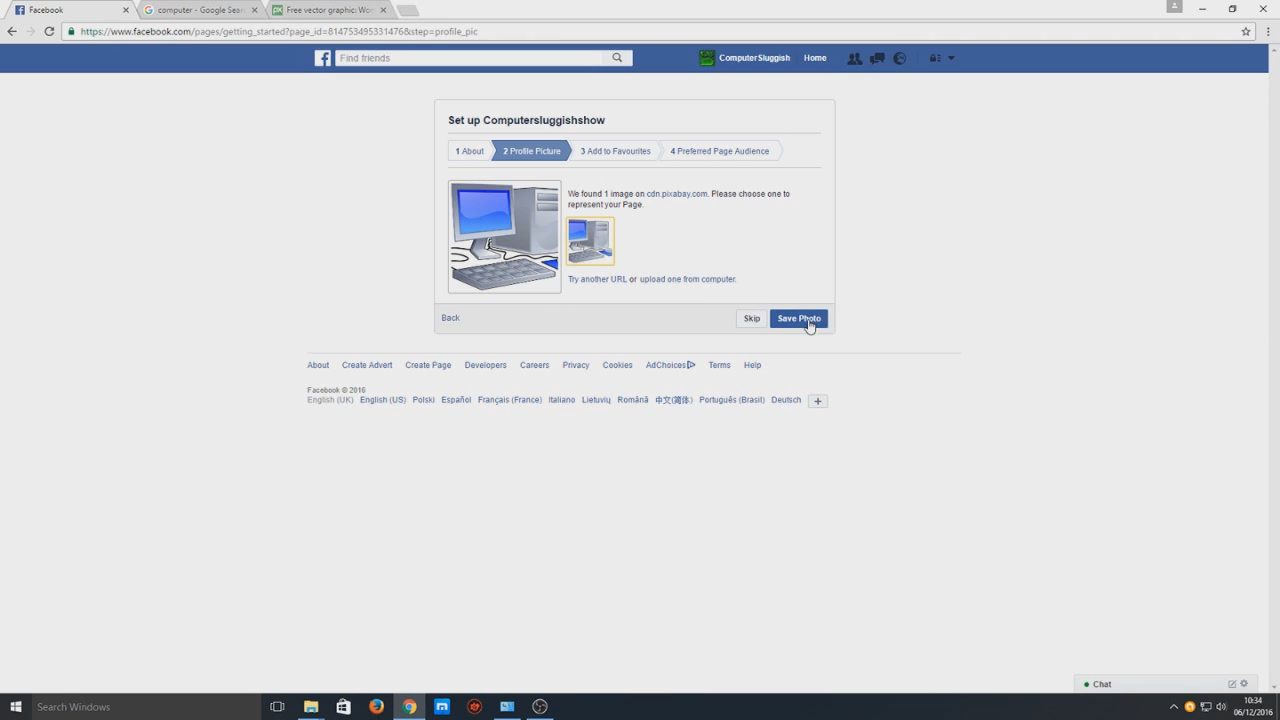 Facebook
computer - Google Sear
Free vector graphic: Wor
https://www.facebook.com/pages/getting_started?page_id=814753495331476&step=profile_pic
Find friends
ComputerSluggish
Home
Set up Computersluggishshow
1 About
2 Profile Picture
3 Add to Favourites
4 Preferred Page Audience
We found 1 image on cdn.pixabay.com. Please choose one to
represent your Page.
Try another URL or upload one from computer.
Back
Skip
Save Photo
About Create Advert Create Page Developers Careers Privacy Cookies AdChoices Terms Help
Facebook © 2016
English (UK) English (US) Polski Español Français (France) Italiano Lietuvių Română 中文(简体) Português (Brasil) Deutsch
Chat
Search Windows
10:34
06/12/2016